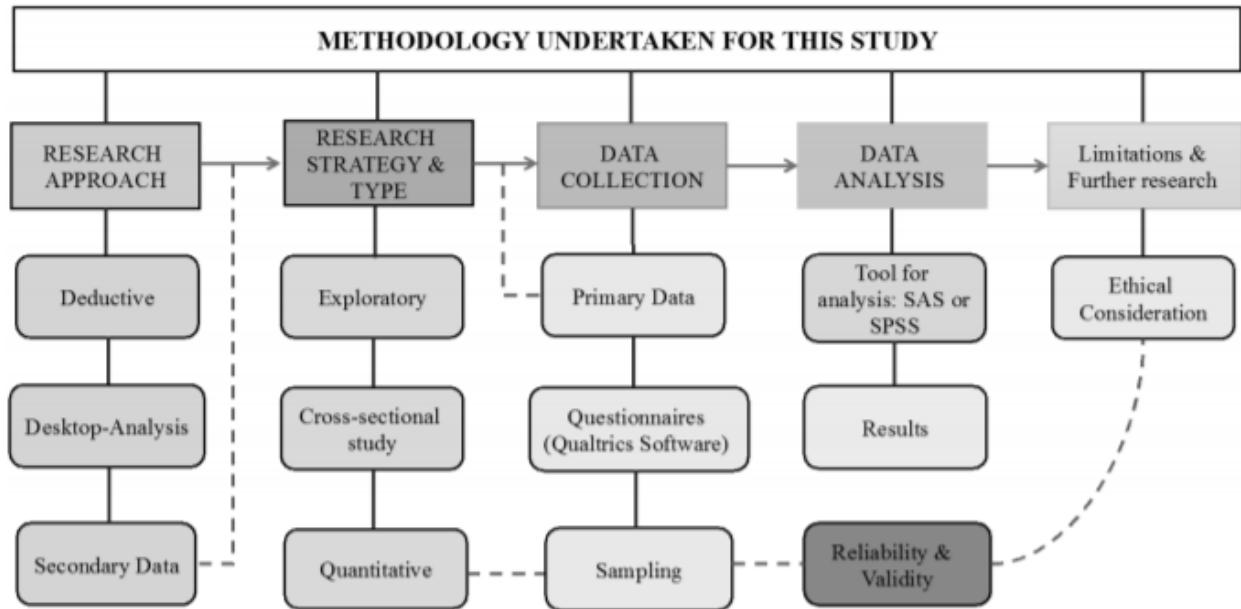 METHODOLOGY UNDERTAKEN FOR THIS STUDY
RESEARCH
APPROACH
Deductive
Desktop-Analysis
Secondary Data
RESEARCH
STRATEGY &
TYPE
Exploratory
Cross-sectional
study
Quantitative
DATA
COLLECTION
Primary Data
Questionnaires
(Qualtrics Software)
Sampling
DATA
ANALYSIS
Tool for
analysis: SAS or
SPSS
Results
Reliability &
Validity
Limitations &
Further research
Ethical
Consideration